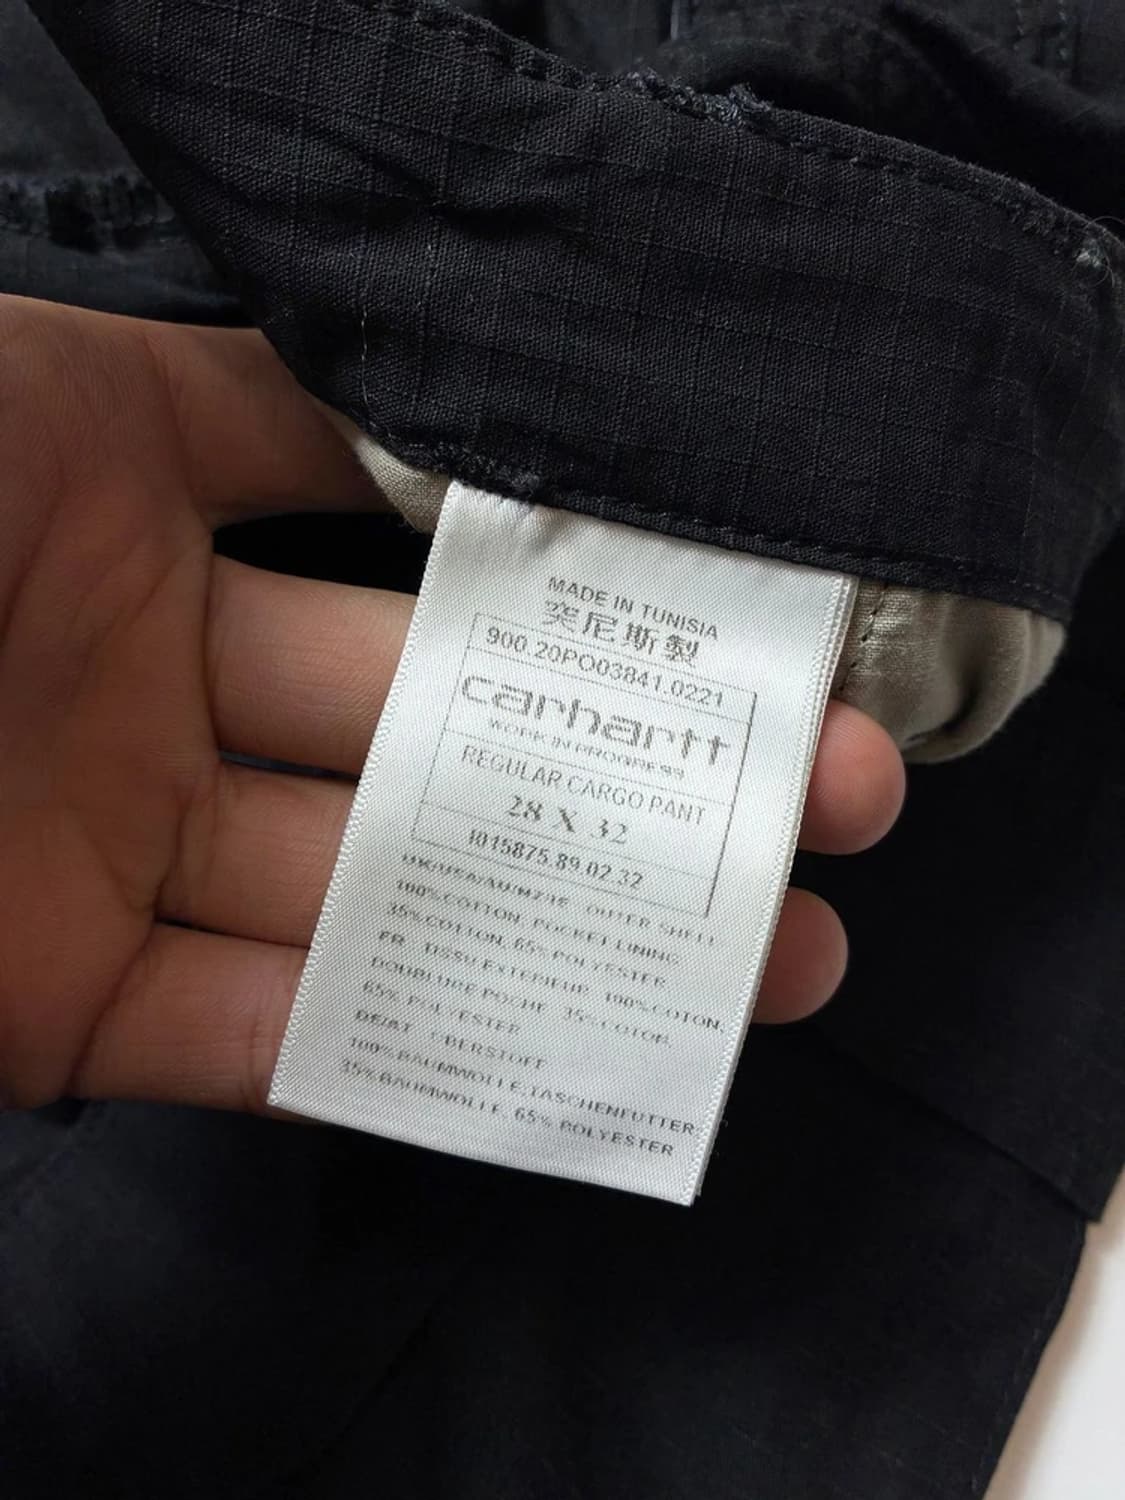 MADE IN TUNISIA
突尼斯製
900.20PO03841.0221
carhartt
WORK IN PROGRESS
REGULAR CARGO PANT
28 X 32
I015875.89.02.32
OUTER SHELL
100%COTTON, POCKET LINING
35%COTTON, 65% POLYESTER
FR TISSU EXTERIEUR 100%COTON,
DOUBLURE POCHE 35%COTON,
65% POLYESTER
DE/AT OBERSTOFF
100%BAUMWOLLE,TASCHENFUTTER
35%BAUMWOLLE, 65% POLYESTER